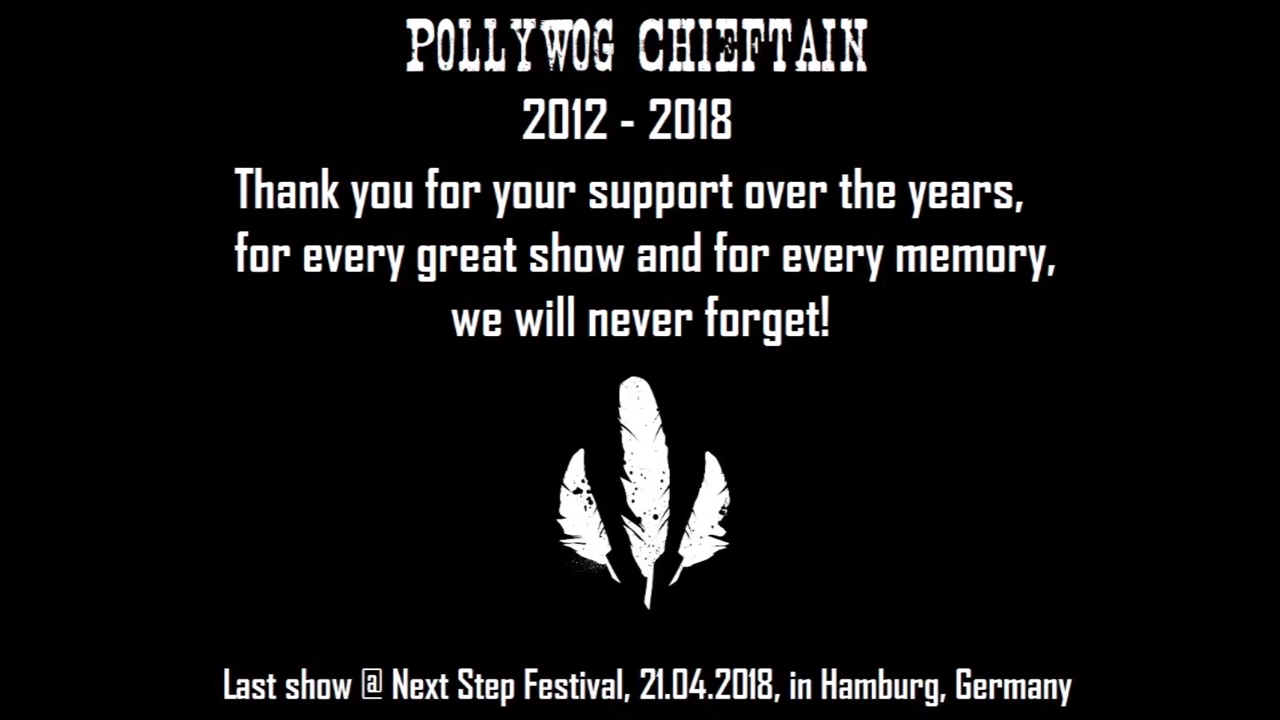 POLLYWOG CHIEFTAIN
2012 - 2018
Thank you for your support over the years,
for every great show and for every memory,
we will never forget!
Last show @ Next Step Festival, 21.04.2018, in Hamburg, Germany